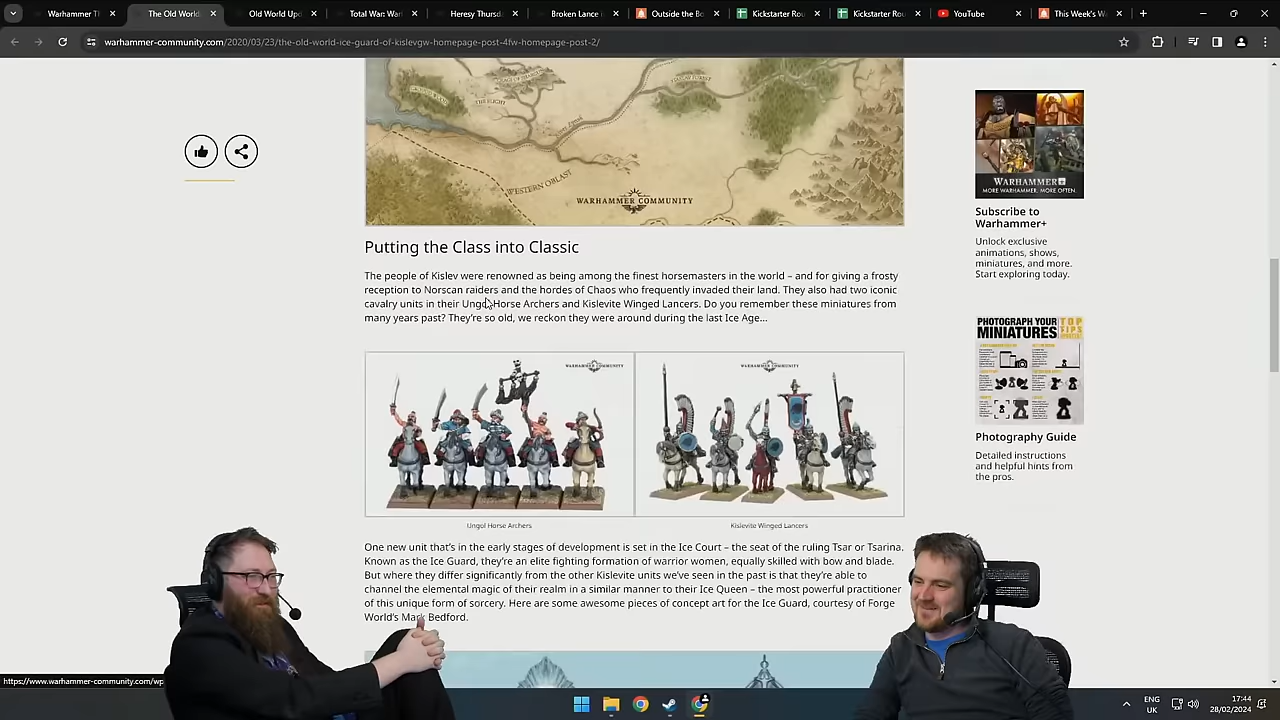 Warhammer T
The Old World
Old World Up
Total War: War
Heresy Thursd
Broken Lance
Outside the Bo
Kickstarter Rou
Kickstarter Rou
YouTube
This Week's W
warhammer-community.com/2020/03/23/the-old-world-ice-guard-of-kislevgw-homepage-post-4fw-homepage-post-2/
WESTERN OBLAST
WARHAMMER COMMUNITY
WARHAMMER+
MORE WARHAMMER, MORE OFTEN.
Subscribe to
Warhammer+
Unlock exclusive
animations, shows,
miniatures, and more.
Start exploring today.
Putting the Class into Classic
The people of Kislev were renowned as being among the finest horsemasters in the world – and for giving a frosty
reception to Norscan raiders and the hordes of Chaos who frequently invaded their land. They also had two iconic
cavalry units in their Ungol Horse Archers and Kislevite Winged Lancers. Do you remember these miniatures from
many years past? They're so old, we reckon they were around during the last Ice Age...
PHOTOGRAPH YOUR
MINIATURES
TOP
TIPS
Photography Guide
Detailed instructions
and helpful hints from
the pros.
WARHAMMER COMMUNITY
WARHAMMER COMMUNITY
Ungol Horse Archers
Kislevite Winged Lancers
One new unit that's in the early stages of development is set in the Ice Court – the seat of the ruling Tsar or Tsarina.
Known as the Ice Guard, they're an elite fighting formation of warrior women, equally skilled with bow and blade.
But where they differ significantly from the other Kislevite units we've seen in the past is that they're able to
channel the elemental magic of their realm in a similar manner to their Ice Queen – the most powerful practitioner
of this unique form of sorcery. Here are some awesome pieces of concept art for the Ice Guard, courtesy of Forge
World's Mark Bedford.
https://www.warhammer-community.com/wp
ENG
UK
17:44
28/02/2024